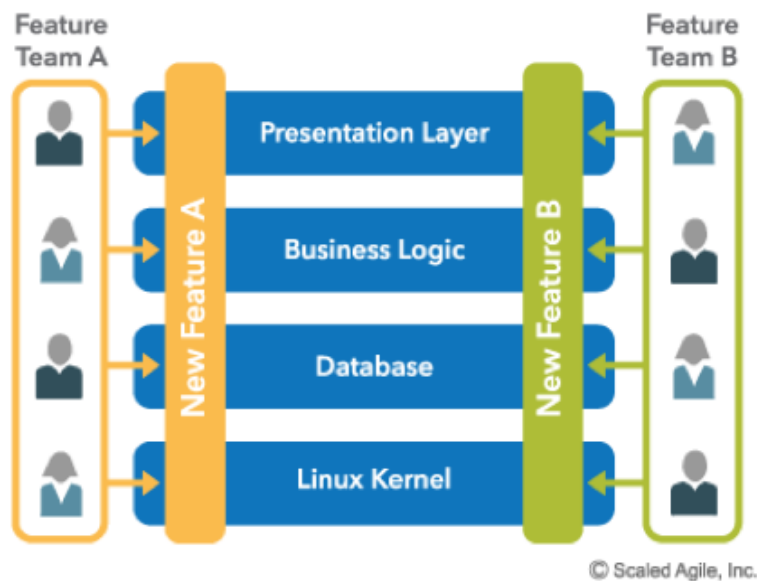 Feature
Team A
Feature
Team B
New Feature A
New Feature B
Presentation Layer
Business Logic
Database
Linux Kernel
© Scaled Agile, Inc.